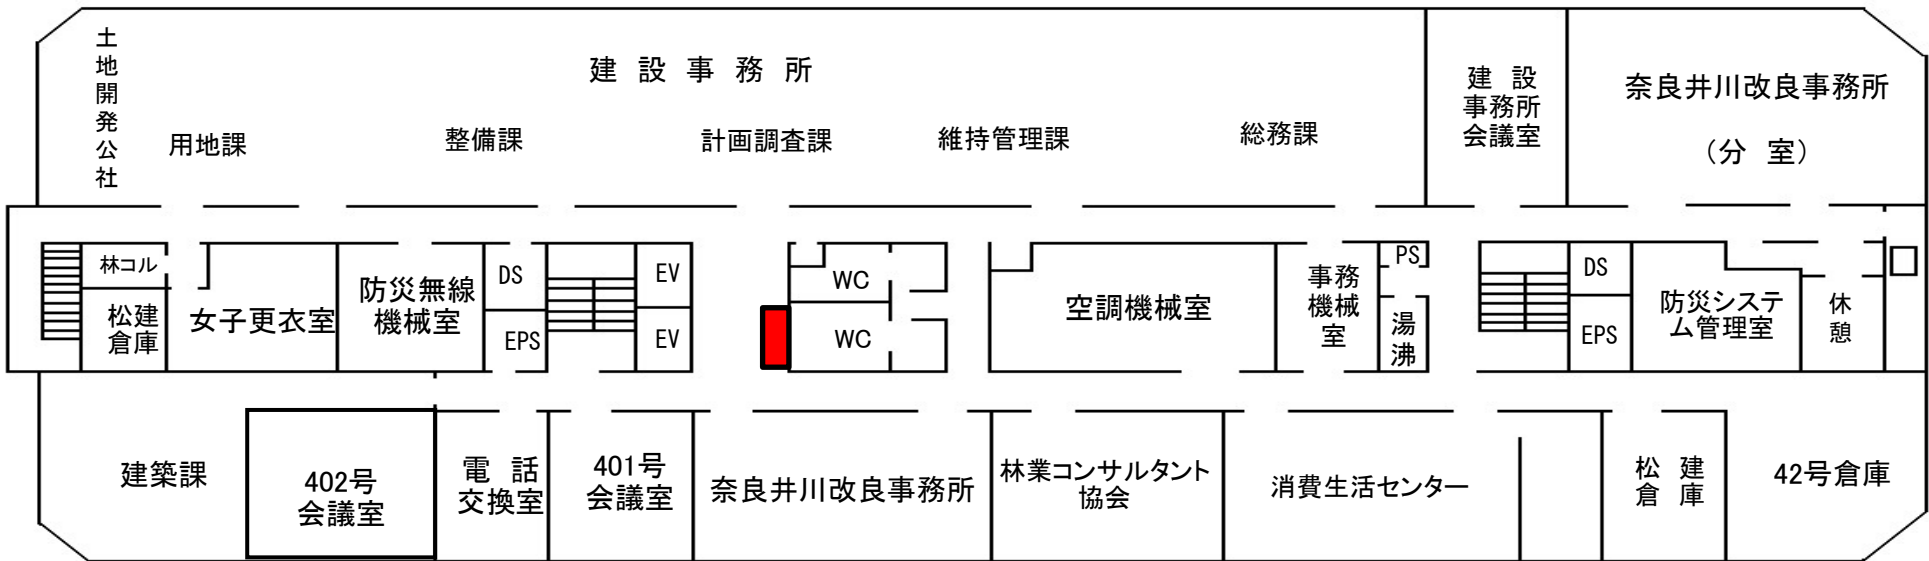 土地開発公社
建設事務所
用地課
整備課
計画調査課
維持管理課
総務課
建設
事務所
会議室
奈良井川改良事務所
（分室）
林コル
松建
倉庫
女子更衣室
防災無線
機械室
DS
EPS
EV
EV
WC
WC
空調機械室
事務
機械
室
PS
湯沸
DS
EPS
防災システ
ム管理室
休憩
建築課
402号
会議室
電話
交換室
401号
会議室
奈良井川改良事務所
林業コンサルタント
協会
消費生活センター
松建
倉庫
42号倉庫